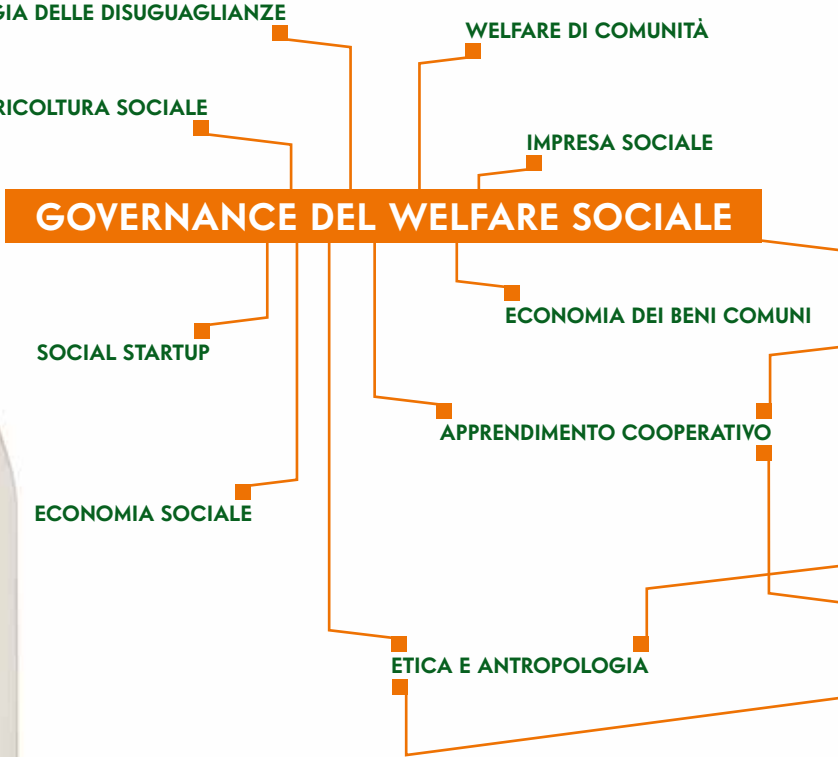 GIA DELLE DISUGUAGLIANZE
WELFARE DI COMUNITÀ
RICOLTURA SOCIALE
IMPRESA SOCIALE
GOVERNANCE DEL WELFARE SOCIALE
ECONOMIA DEI BENI COMUNI
SOCIAL STARTUP
APPRENDIMENTO COOPERATIVO
ECONOMIA SOCIALE
ETICA E ANTROPOLOGIA